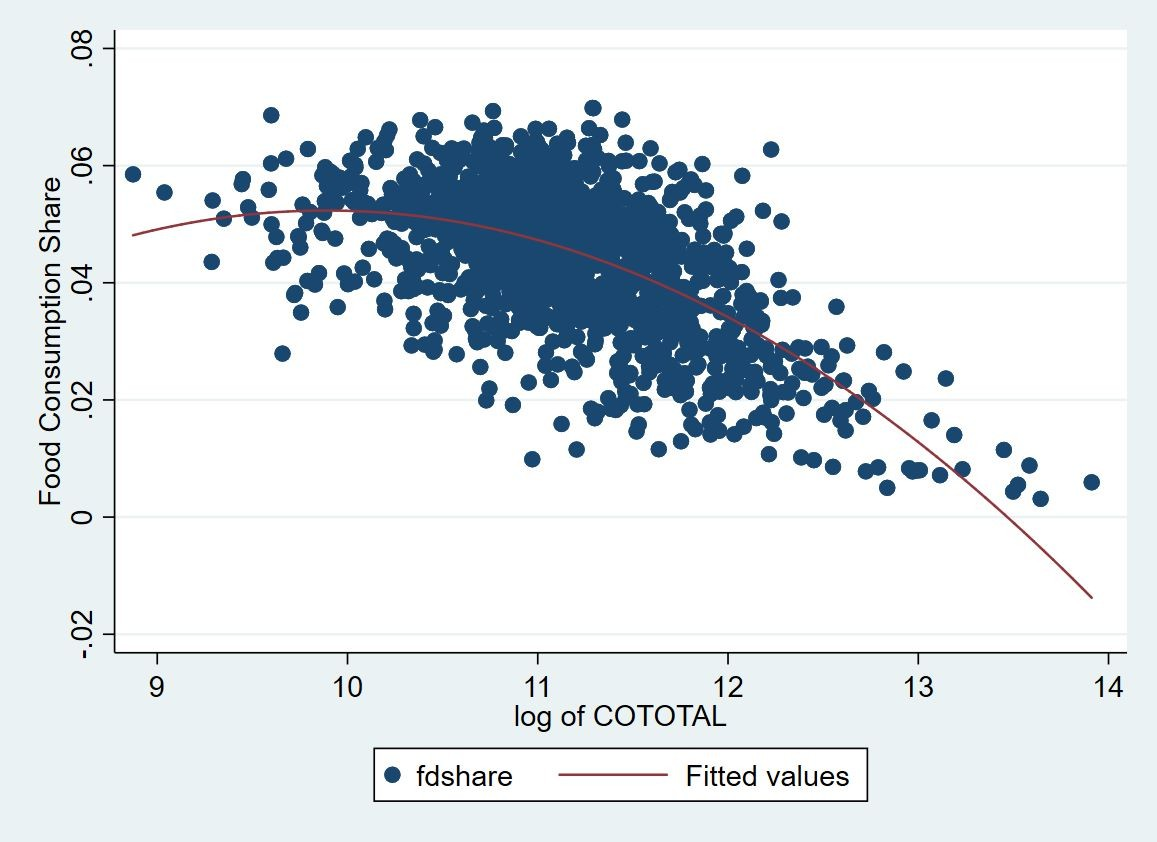 .08
.06
.04
.02
0
-.02
Food Consumption Share
9 10 11 12 13 14
log of COTOTAL
fdshare Fitted values